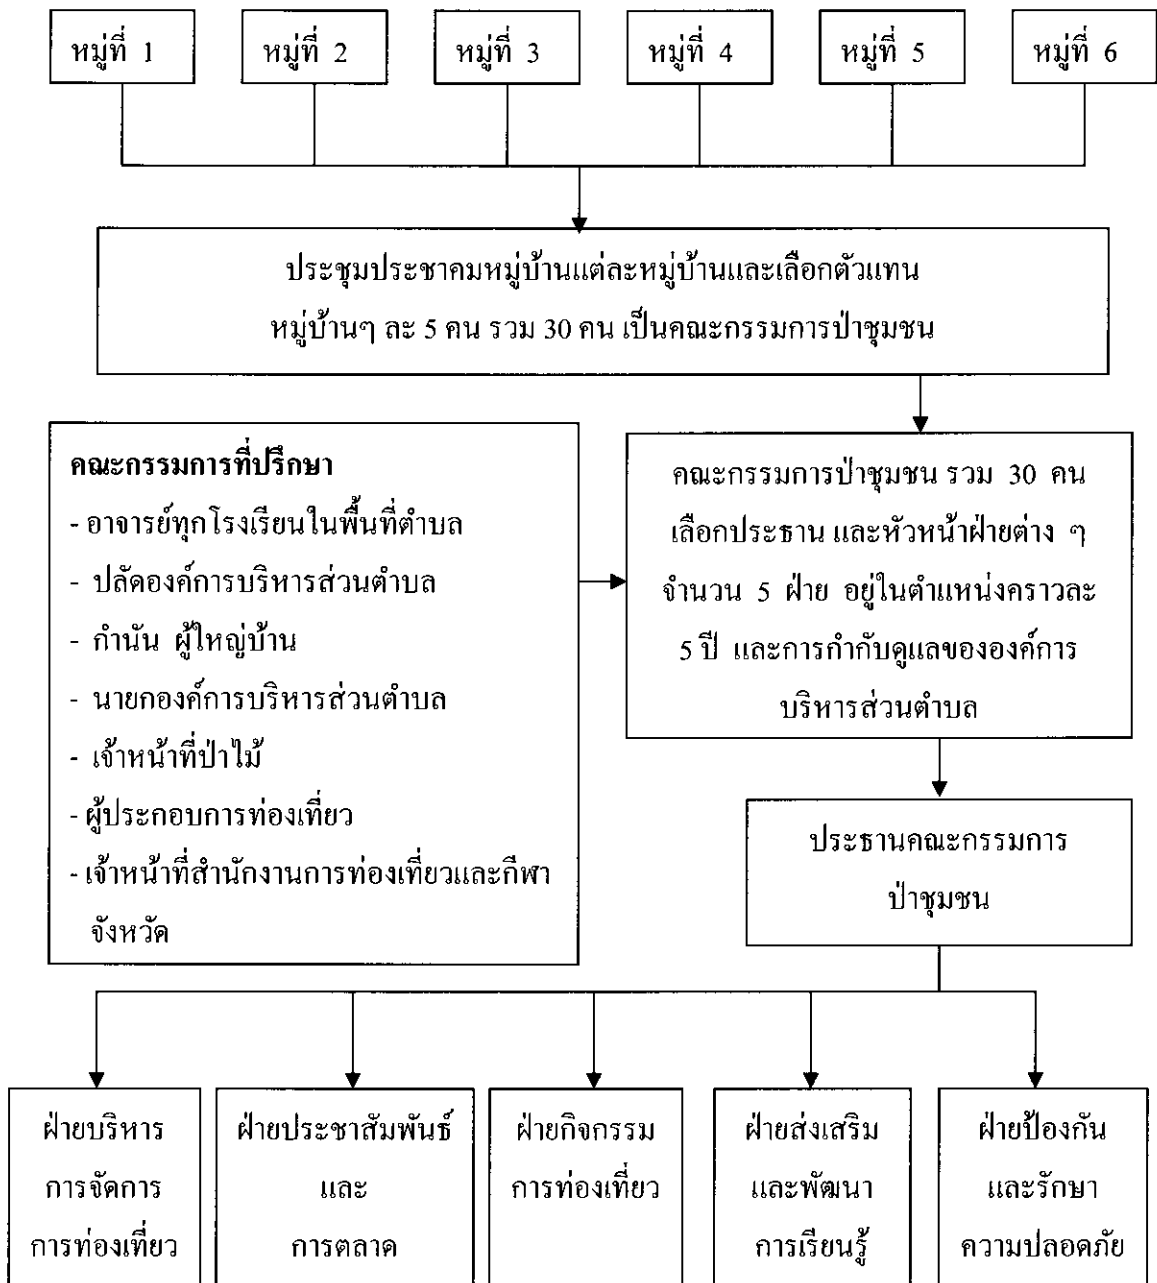 หมู่ที่ 1
หมู่ที่ 2
หมู่ที่ 3
หมู่ที่ 4
หมู่ที่ 5
หมู่ที่ 6
ประชุมประชาคมหมู่บ้านแต่ละหมู่บ้านและเลือกตัวแทน
หมู่บ้านๆ ละ 5 คน รวม 30 คน เป็นคณะกรรมการป่าชุมชน
คณะกรรมการที่ปรึกษา
- อาจารย์ทุกโรงเรียนในพื้นที่ตำบล
- ปลัดองค์การบริหารส่วนตำบล
- กำนัน ผู้ใหญ่บ้าน
- นายกองค์การบริหารส่วนตำบล
- เจ้าหน้าที่ป่าไม้
- ผู้ประกอบการท่องเที่ยว
- เจ้าหน้าที่สำนักงานการท่องเที่ยวและกีฬา
จังหวัด
คณะกรรมการป่าชุมชน รวม 30 คน
เลือกประธาน และหัวหน้าฝ่ายต่าง ๆ
จำนวน 5 ฝ่าย อยู่ในตำแหน่งคราวละ
5 ปี และการกำกับดูแลขององค์การ
บริหารส่วนตำบล
ประธานคณะกรรมการ
ป่าชุมชน
ฝ่ายบริหาร
การจัดการ
การท่องเที่ยว
ฝ่ายประชาสัมพันธ์
และ
การตลาด
ฝ่ายกิจกรรม
การท่องเที่ยว
ฝ่ายส่งเสริม
และพัฒนา
การเรียนรู้
ฝ่ายป้องกัน
และรักษา
ความปลอดภัย